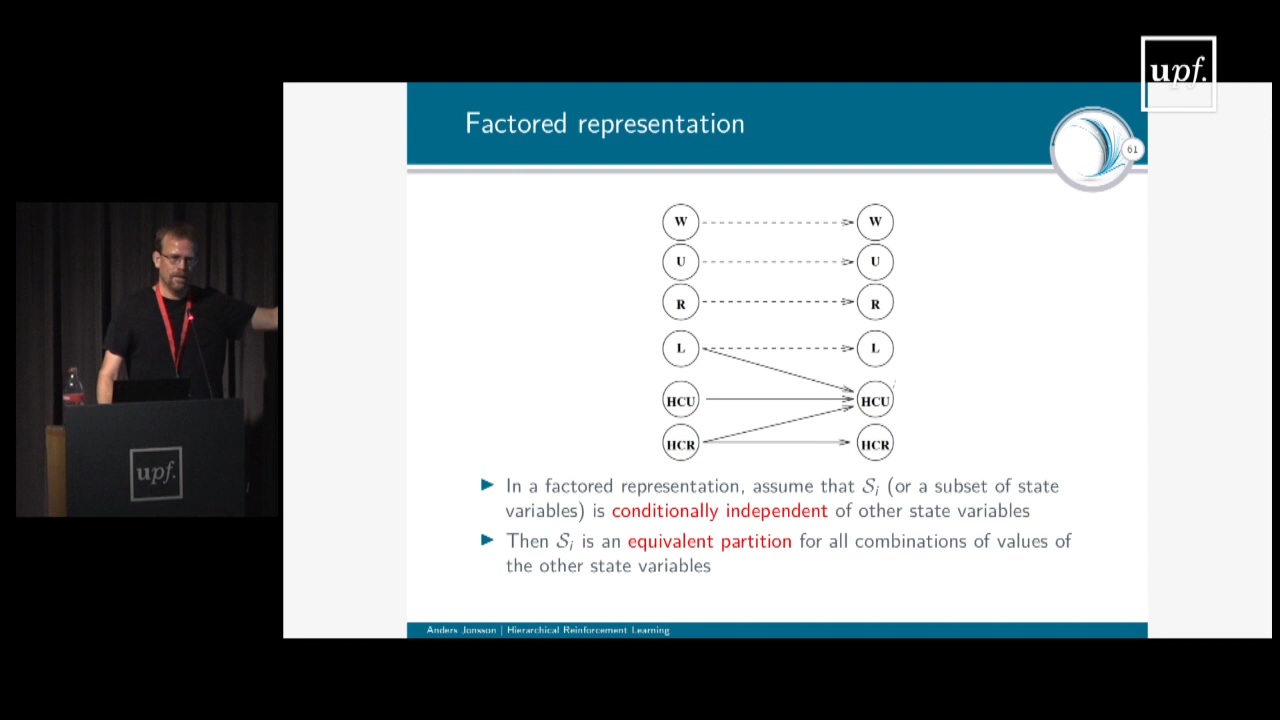 upf.
Factored representation
61
W W
U U
R R
L L
HCU HCU
HCR HCR
In a factored representation, assume that Sᵢ (or a subset of state
variables) is conditionally independent of other state variables
Then Sᵢ is an equivalent partition for all combinations of values of
the other state variables
upf.
Anders Jonsson | Hierarchical Reinforcement Learning